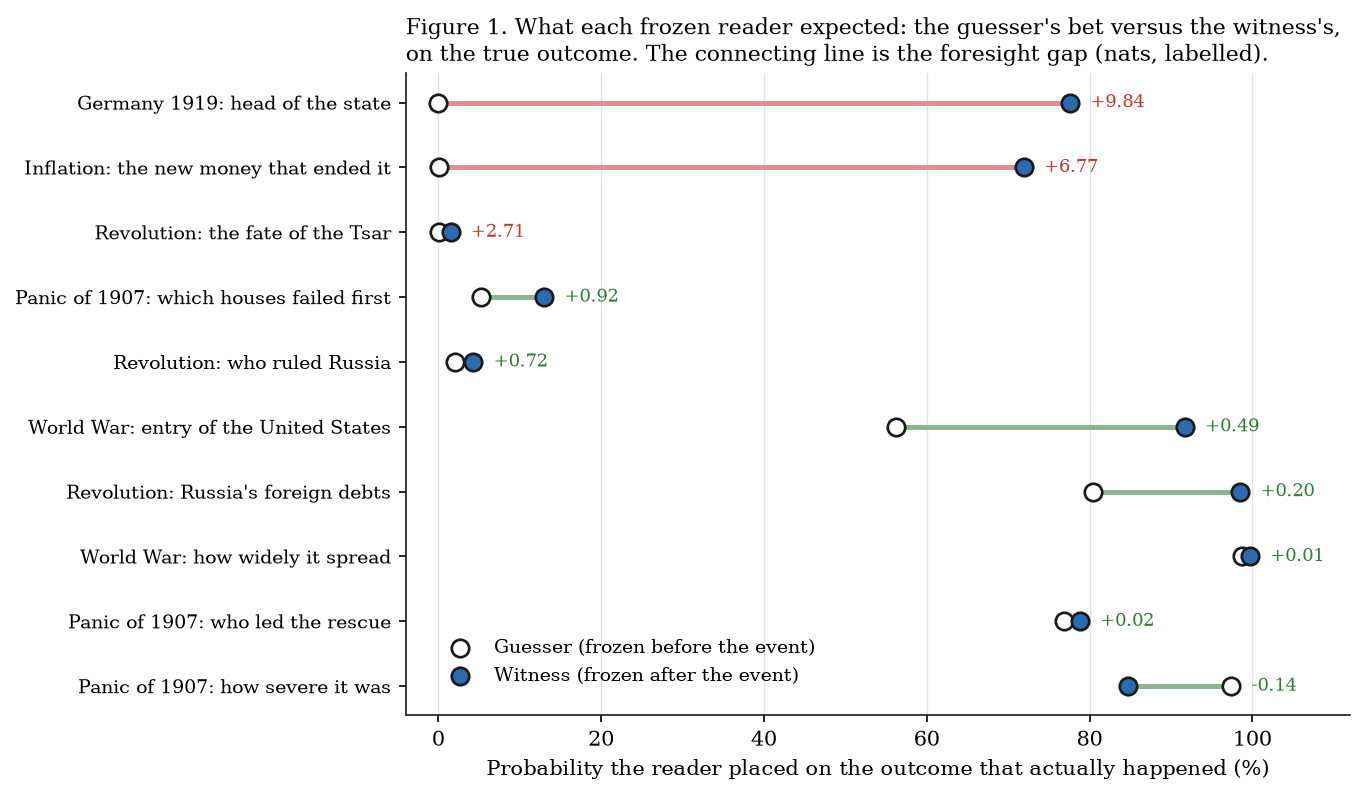 Figure 1. What each frozen reader expected: the guesser's bet versus the witness's,
on the true outcome. The connecting line is the foresight gap (nats, labelled).
Germany 1919: head of the state
+9.84
Inflation: the new money that ended it
+6.77
Revolution: the fate of the Tsar
+2.71
Panic of 1907: which houses failed first
+0.92
Revolution: who ruled Russia
+0.72
World War: entry of the United States
+0.49
Revolution: Russia's foreign debts
+0.20
World War: how widely it spread
+0.01
Panic of 1907: who led the rescue
+0.02
Guesser (frozen before the event)
Witness (frozen after the event)
Panic of 1907: how severe it was
-0.14
0 20 40 60 80 100
Probability the reader placed on the outcome that actually happened (%)